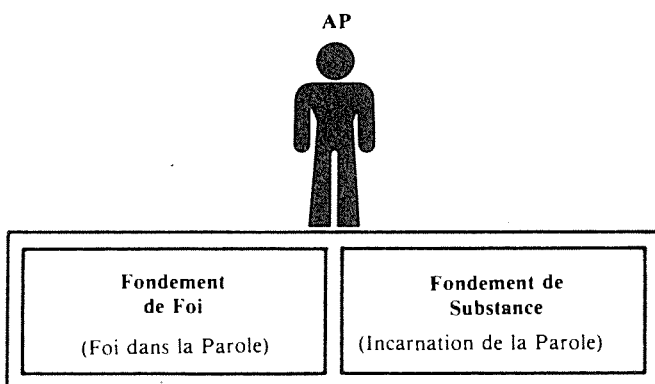 AP
Fondement
de Foi
(Foi dans la Parole)
Fondement de
Substance
(Incarnation de la Parole)